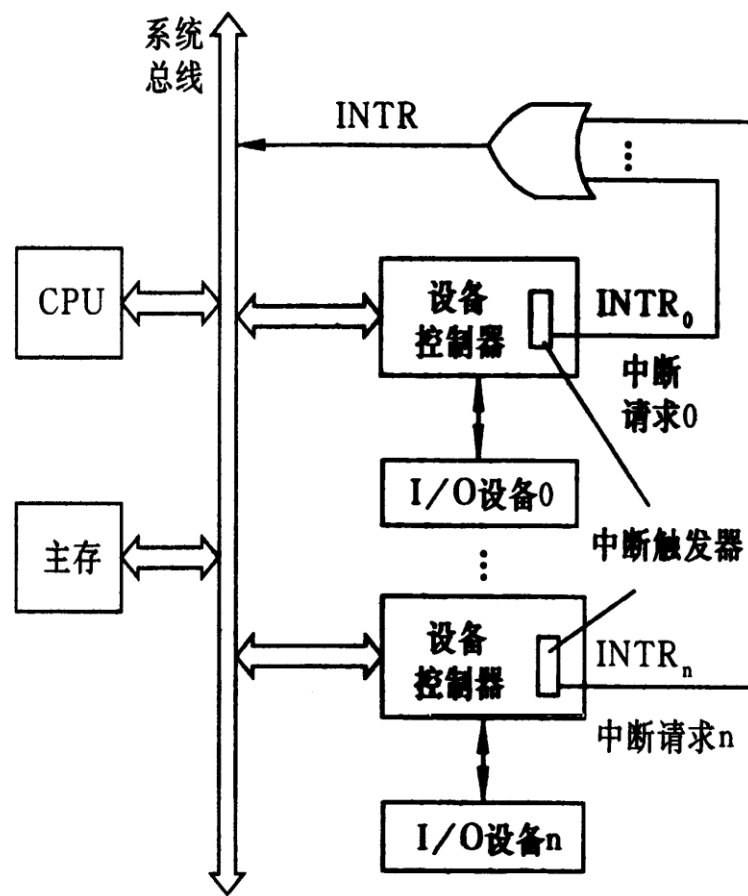 系统
总线
INTR
CPU
设备
控制器
INTR₀
中断
请求0
I/O设备0
主存
中断触发器
设备
控制器
INTRₙ
中断请求n
I/O设备n